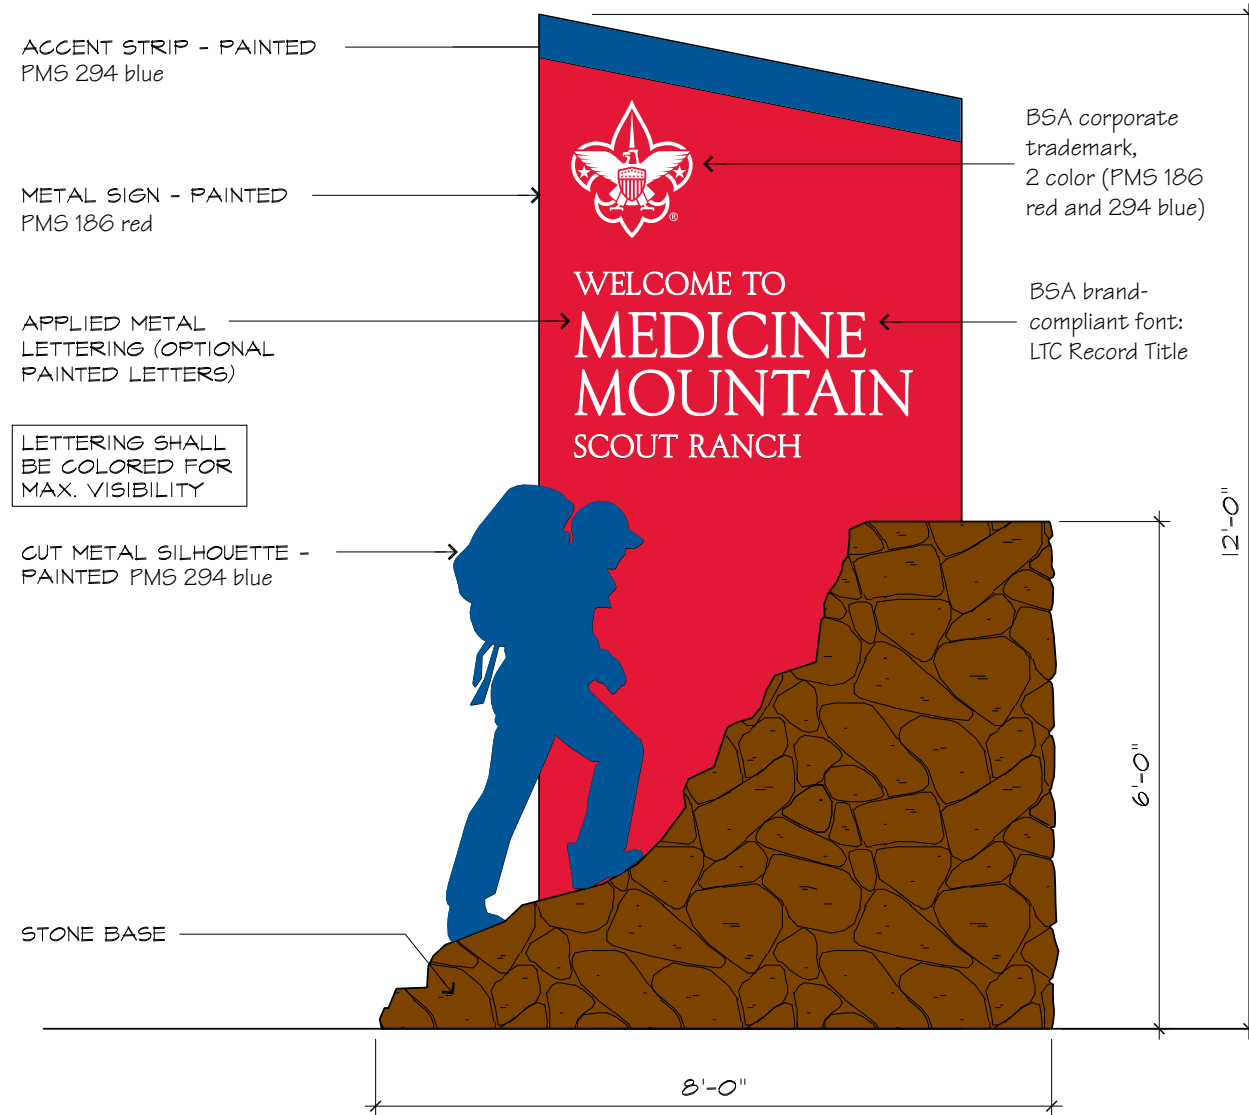 ACCENT STRIP - PAINTED
PMS 294 blue
METAL SIGN - PAINTED
PMS 186 red
APPLIED METAL
LETTERING (OPTIONAL
PAINTED LETTERS)
LETTERING SHALL
BE COLORED FOR
MAX. VISIBILITY
CUT METAL SILHOUETTE -
PAINTED PMS 294 blue
STONE BASE
®
WELCOME TO
MEDICINE
MOUNTAIN
SCOUT RANCH
BSA corporate
trademark,
2 color (PMS 186
red and 294 blue)
BSA brand-
compliant font:
LTC Record Title
12'-0"
6'-0"
8'-0"